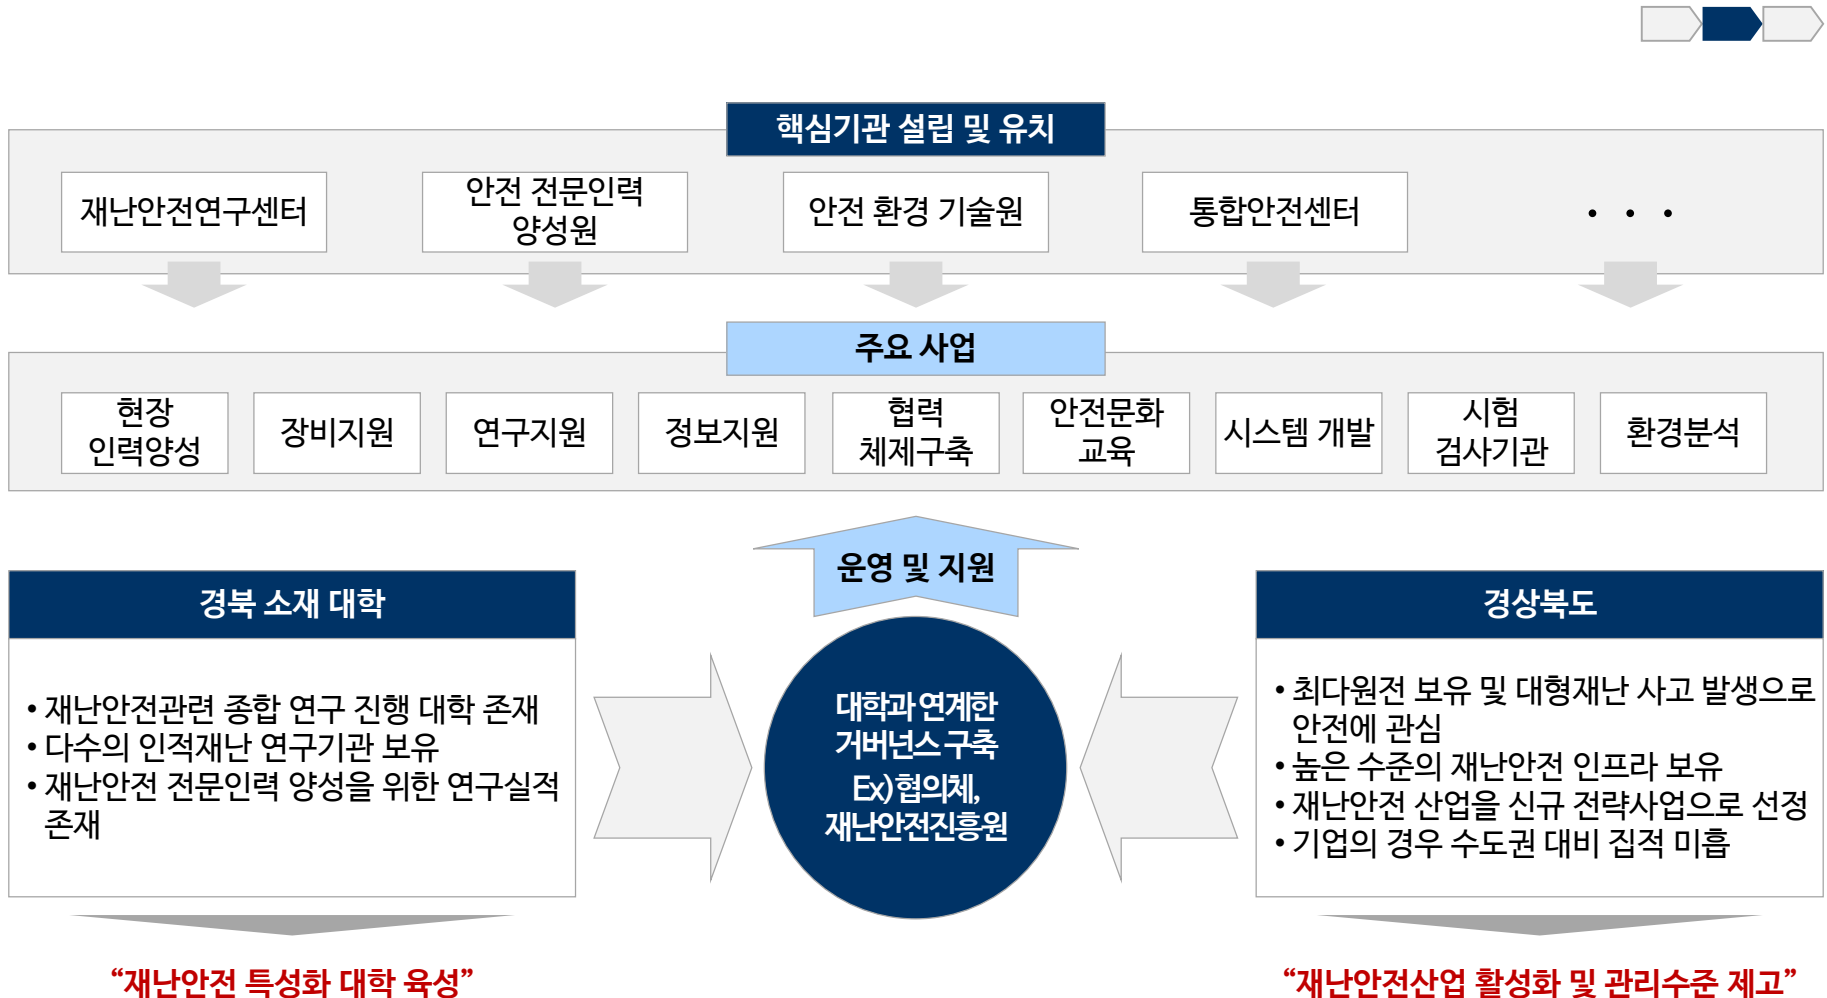 핵심기관 설립 및 유치
재난안전연구센터
안전 전문인력
양성원
안전 환경 기술원
통합안전센터
· · ·
주요 사업
현장
인력양성
장비지원
연구지원
정보지원
협력
체제구축
안전문화
교육
시스템 개발
시험
검사기관
환경분석
운영 및 지원
경북 소재 대학
• 재난안전관련 종합 연구 진행 대학 존재
• 다수의 인적재난 연구기관 보유
• 재난안전 전문인력 양성을 위한 연구실적
존재
대학과 연계한
거버넌스 구축
Ex) 협의체,
재난안전진흥원
경상북도
• 최다원전 보유 및 대형재난 사고 발생으로
안전에 관심
• 높은 수준의 재난안전 인프라 보유
• 재난안전 산업을 신규 전략사업으로 선정
• 기업의 경우 수도권 대비 집적 미흡
“재난안전 특성화 대학 육성”
“재난안전산업 활성화 및 관리수준 제고”